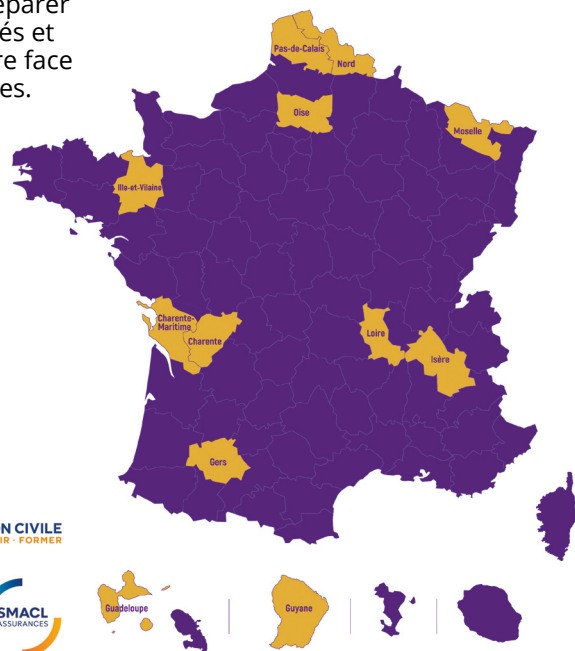 éparer
és et
re face
es.
Pas-de-Calais
Nord
Oise
Moselle
Ille-et-Vilaine
Charente-
Maritime
Charente
Loire
Isère
Gers
N CIVILE
IR · FORMER
SMACL
ASSURANCES
Guadeloupe
Guyane